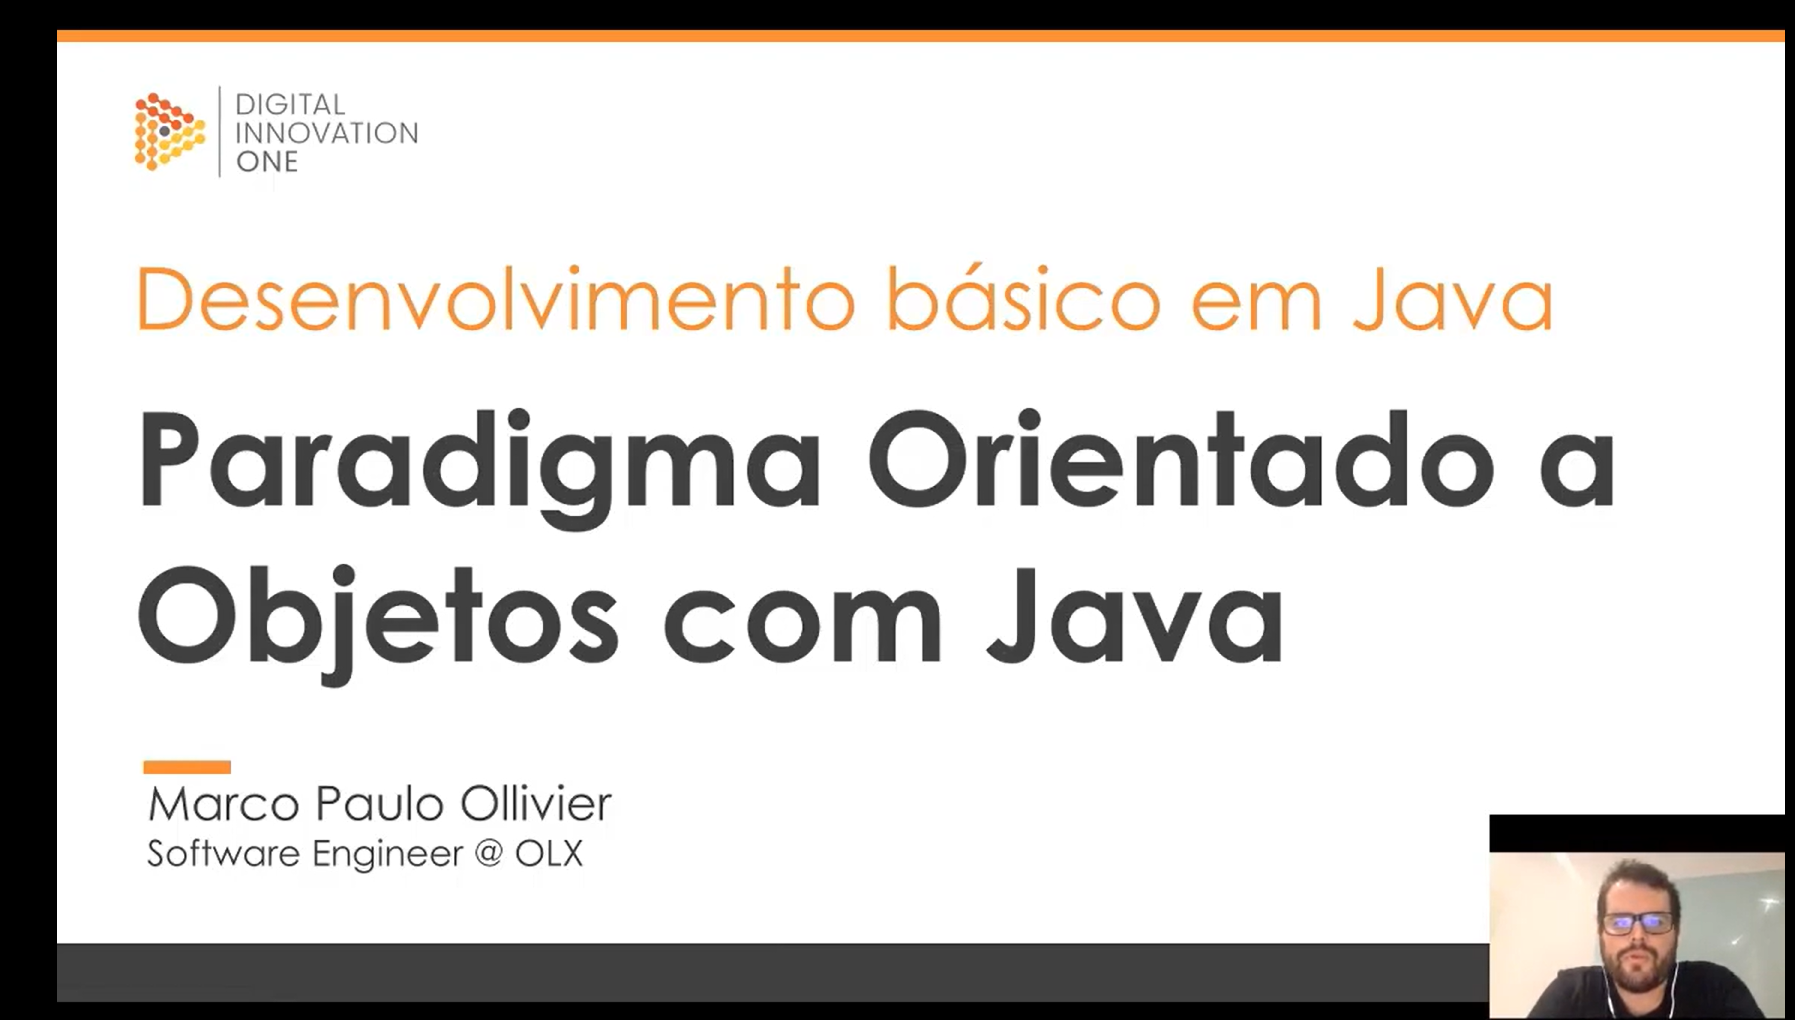 DIGITAL
INNOVATION
ONE
Desenvolvimento básico em Java
Paradigma Orientado a
Objetos com Java
Marco Paulo Ollivier
Software Engineer @ OLX